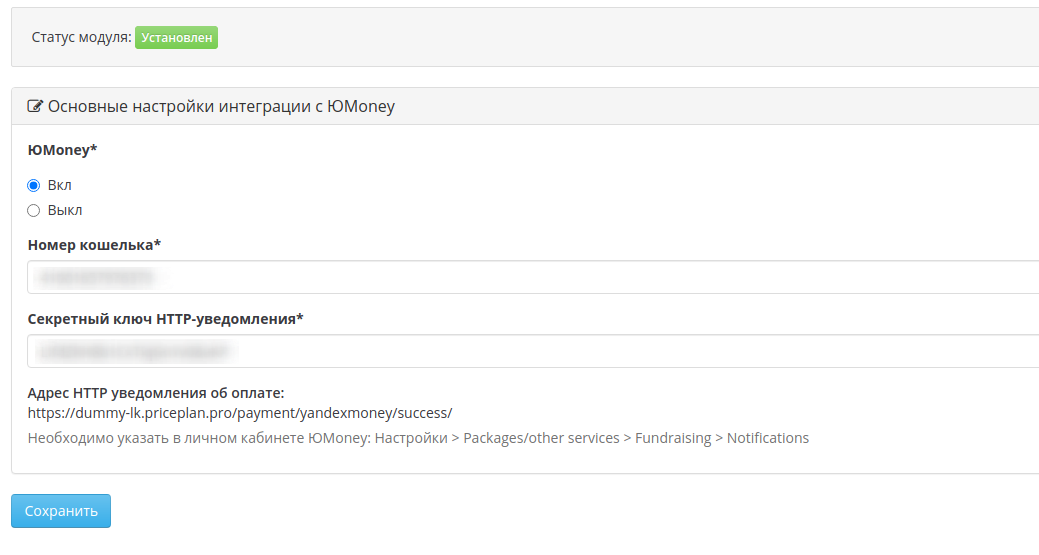 Статус модуля: Установлен
Основные настройки интеграции с ЮMoney
ЮMoney*
Вкл
Выкл
Номер кошелька*
Секретный ключ HTTP-уведомления*
Адрес HTTP уведомления об оплате:
https://dummy-lk.priceplan.pro/payment/yandexmoney/success/
Необходимо указать в личном кабинете ЮMoney: Настройки > Packages/other services > Fundraising > Notifications
Сохранить